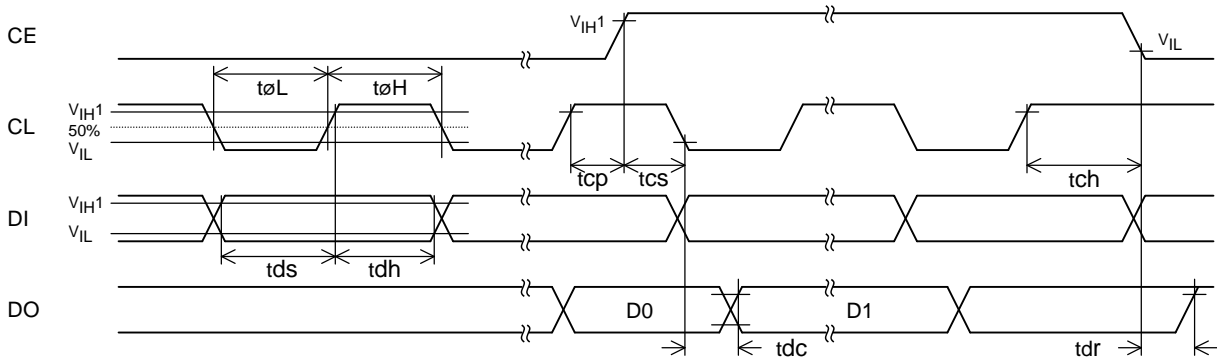 CE
V_IH1
V_IL
tøL
tøH
CL
V_IH1
50%
V_IL
tcp
tcs
tch
DI
V_IH1
V_IL
tds
tdh
DO
D0
D1
tdc
tdr